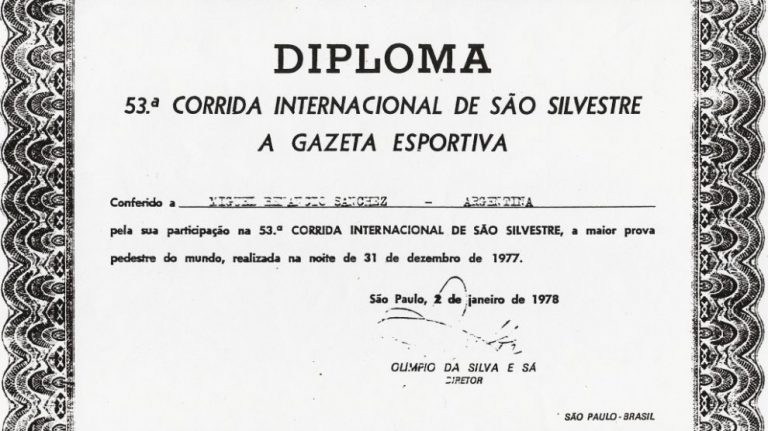 DIPLOMA
53.ª CORRIDA INTERNACIONAL DE SÃO SILVESTRE
A GAZETA ESPORTIVA
Conferido a MIGUEL BENANCIO SANCHEZ - ARGENTINA
pela sua participação na 53.ª CORRIDA INTERNACIONAL DE SÃO SILVESTRE, a maior prova
pedestre do mundo, realizada na noite de 31 de dezembro de 1977.
São Paulo, 2 de janeiro de 1978
OLIMPIO DA SILVA E SÁ
DIRETOR
SÃO PAULO - BRASIL